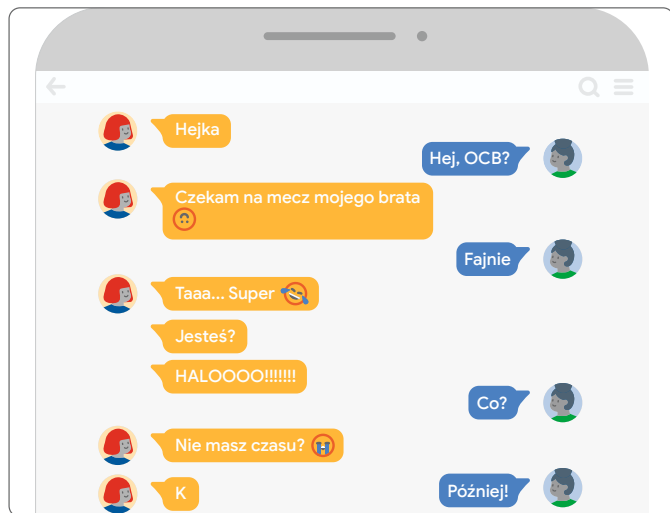 Hejka
Hej, OCB?
Czekam na mecz mojego brata
🙃
Fajnie
Taaa... Super 😂
Jesteś?
HALOOOO!!!!!!!
Co?
Nie masz czasu? 😭
Później!
K